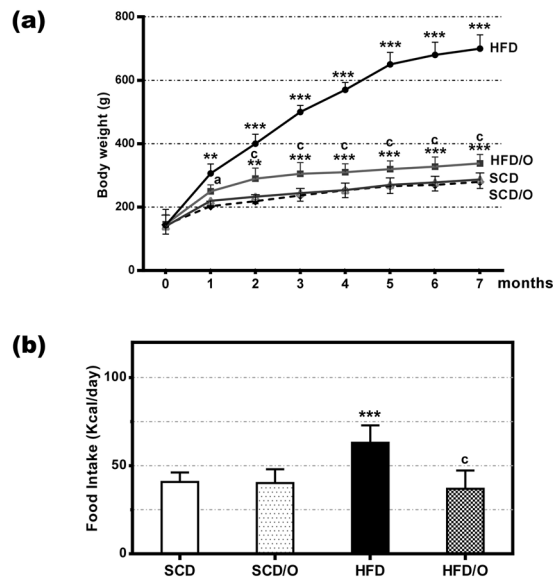 (a)
Body weight (g)
800
600
400
200
0
*** *** *** *** *** *** HFD
**
c c c c c c HFD/O
a ** *** *** *** *** ***
SCD
SCD/O
0 1 2 3 4 5 6 7 months
(b)
Food Intake (Kcal/day)
100
50
0
***
c
SCD SCD/O HFD HFD/O